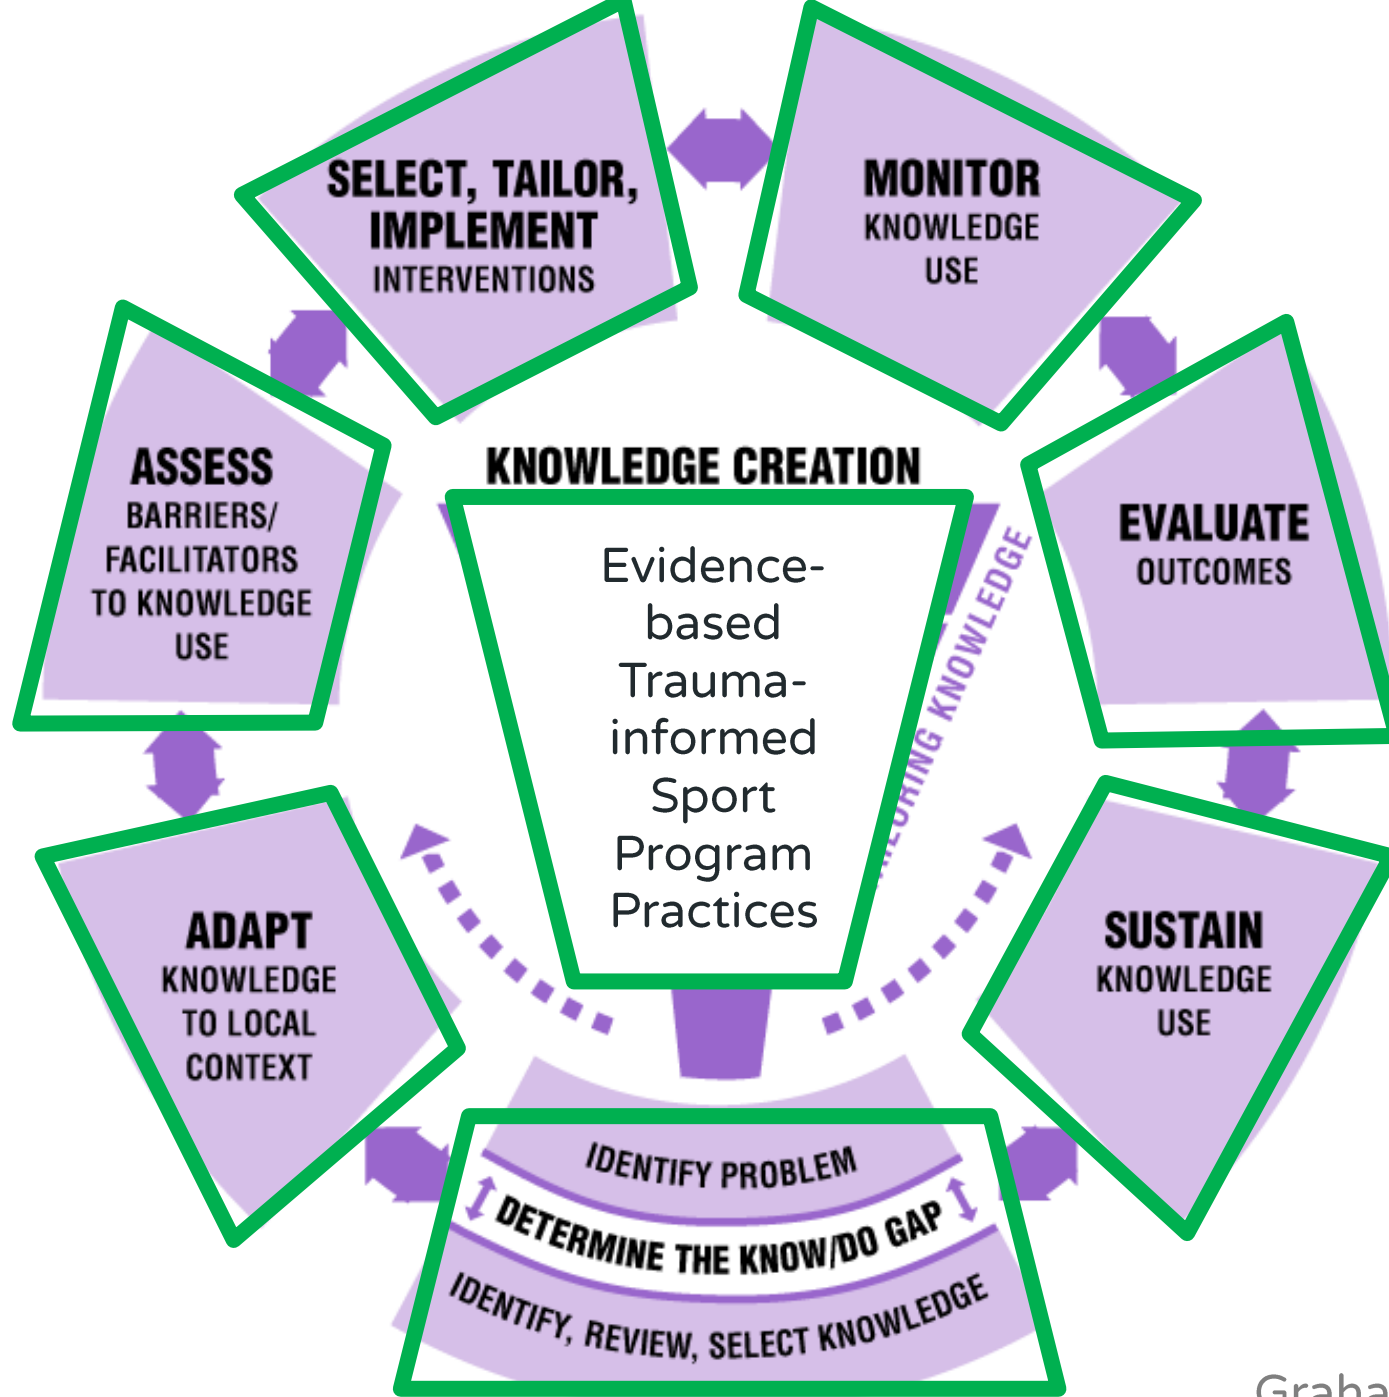 SELECT, TAILOR,
IMPLEMENT
INTERVENTIONS
MONITOR
KNOWLEDGE
USE
ASSESS
BARRIERS/
FACILITATORS
TO KNOWLEDGE
USE
KNOWLEDGE CREATION
Evidence-
based
Trauma-
informed
Sport
Program
Practices
KNOWLEDGE
EVALUATE
OUTCOMES
ADAPT
KNOWLEDGE
TO LOCAL
CONTEXT
SUSTAIN
KNOWLEDGE
USE
IDENTIFY PROBLEM
DETERMINE THE KNOW/DO GAP
IDENTIFY, REVIEW, SELECT KNOWLEDGE